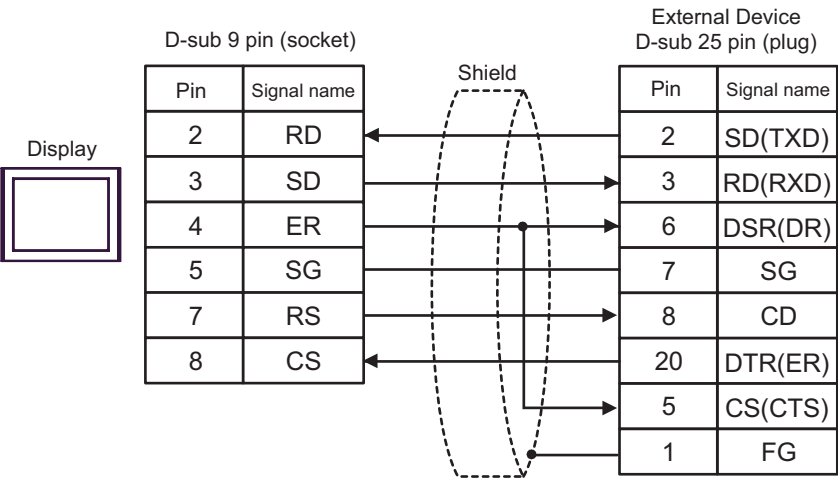 External Device
D-sub 9 pin (socket)
D-sub 25 pin (plug)
Shield
Display
Pin Signal name
2 RD
3 SD
4 ER
5 SG
7 RS
8 CS
Pin Signal name
2 SD(TXD)
3 RD(RXD)
6 DSR(DR)
7 SG
8 CD
20 DTR(ER)
5 CS(CTS)
1 FG